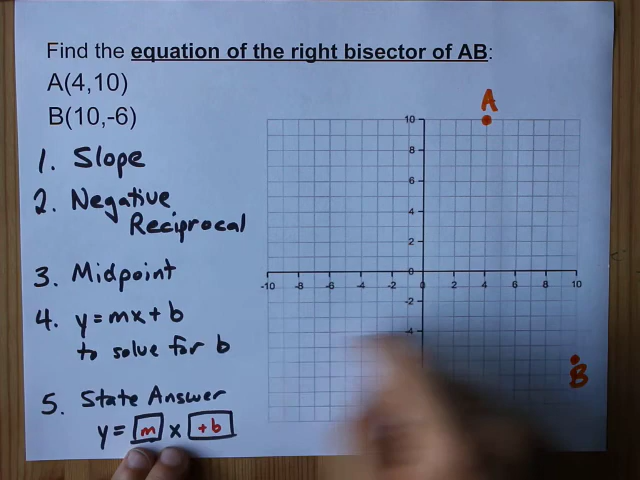 Find the equation of the right bisector of AB:
A(4,10)
B(10,-6)
1. Slope
2. Negative
Reciprocal
3. Midpoint
4. y = mx + b
to solve for b
5. State Answer
y = m x + b
A
10
8
6
4
2
0
-10 -8 -6 -4 -2 0 2 4 6 8 10
-2
-4
B